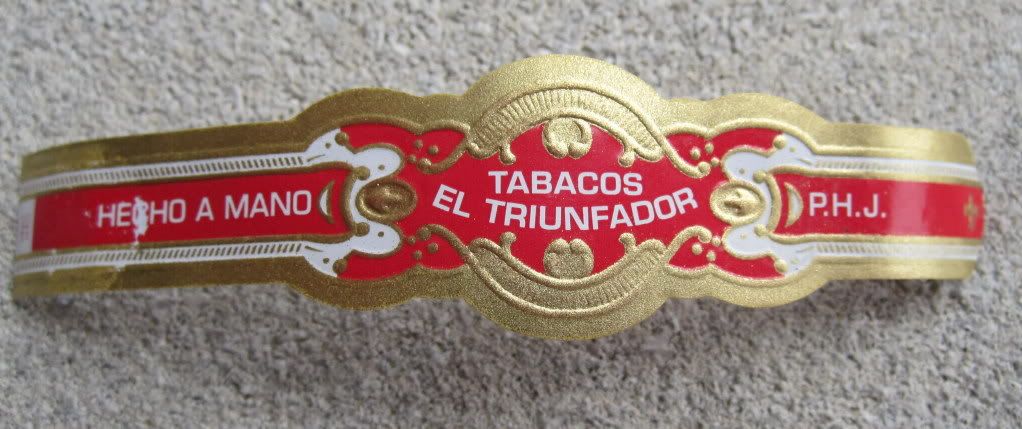 HECHO A MANO
TABACOS
EL TRIUNFADOR
P.H.J.